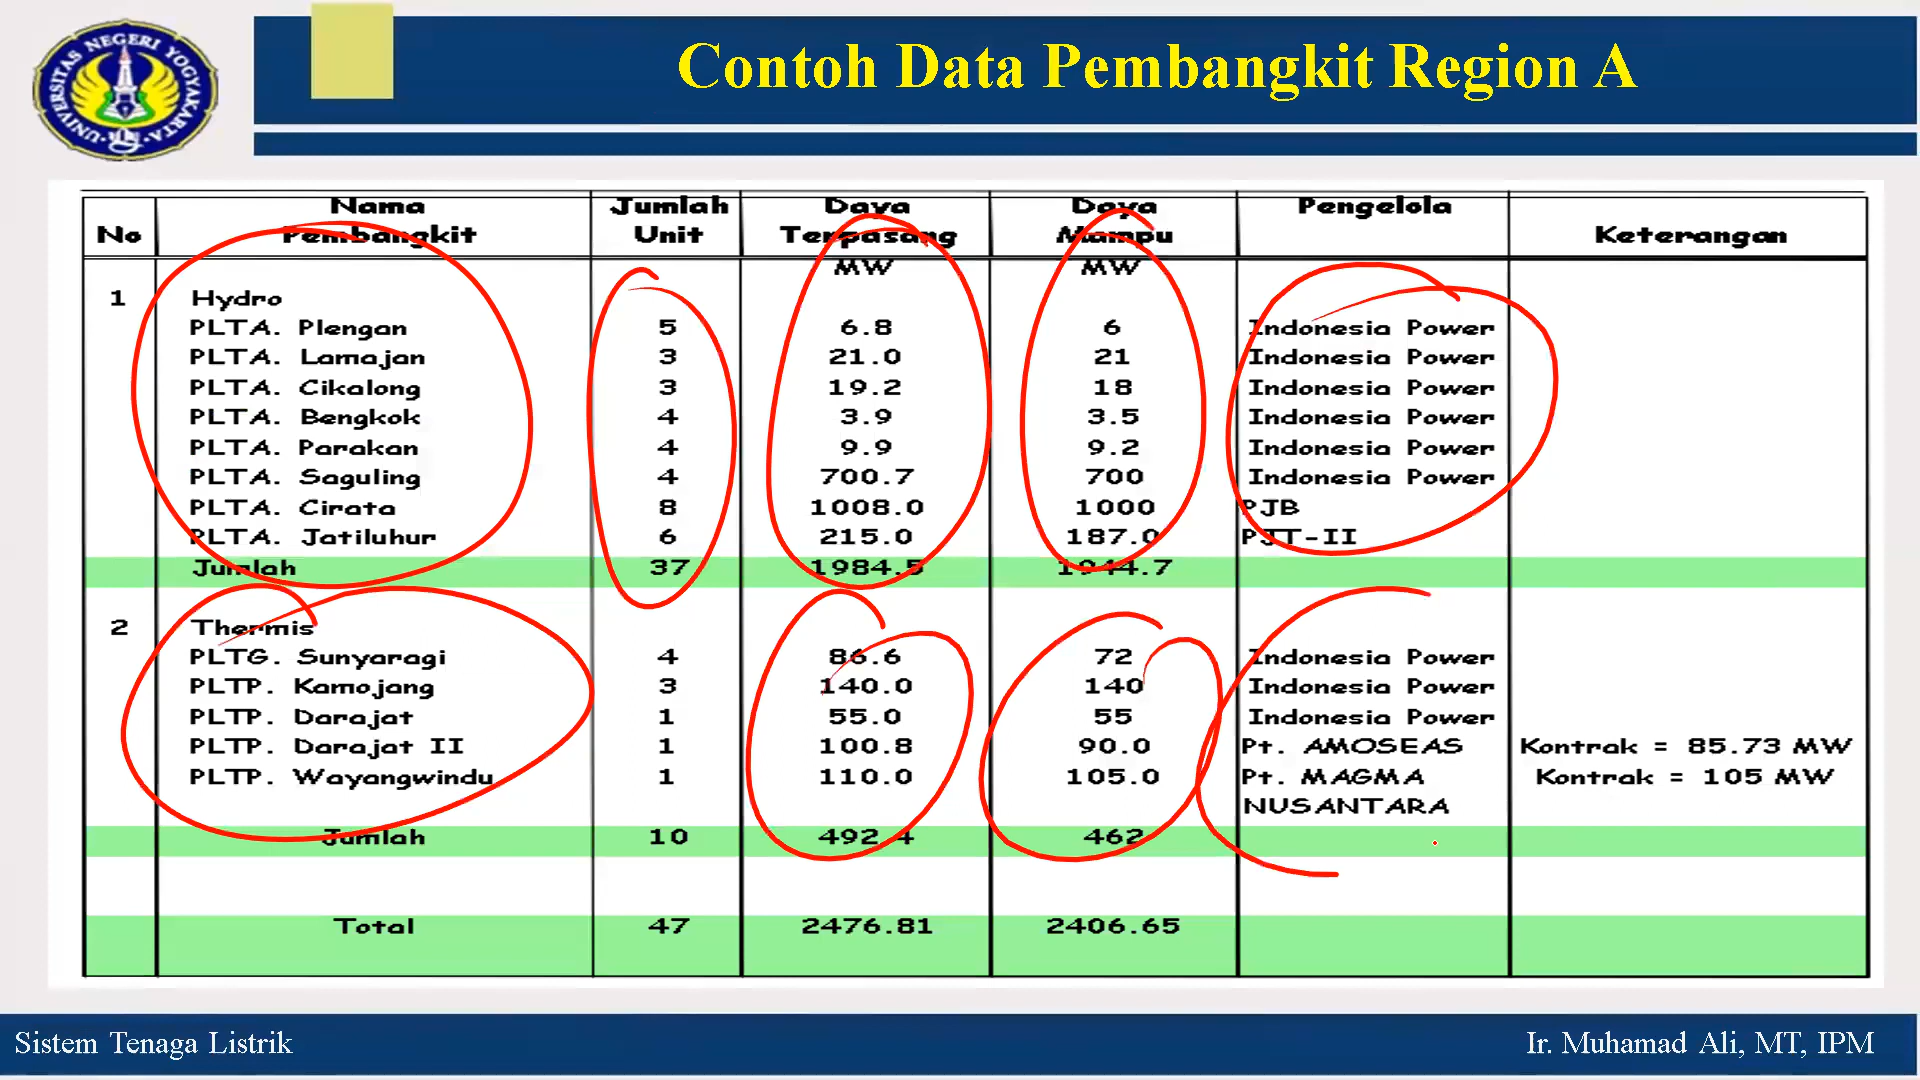 UNIVERSITAS NEGERI YOGYAKARTA
Contoh Data Pembangkit Region A
No Nama Pembangkit Jumlah Unit Daya Terpasang Daya Mampu Pengelola Keterangan
MW MW
1 Hydro
PLTA. Plengan 5 6.8 6 Indonesia Power
PLTA. Lamajan 3 21.0 21 Indonesia Power
PLTA. Cikalong 3 19.2 18 Indonesia Power
PLTA. Bengkok 4 3.9 3.5 Indonesia Power
PLTA. Parakan 4 9.9 9.2 Indonesia Power
PLTA. Saguling 4 700.7 700 Indonesia Power
PLTA. Cirata 8 1008.0 1000 PJB
PLTA. Jatiluhur 6 215.0 187.0 PJT-II
Jumlah 37 1984.5 1944.7
2 Thermis
PLTG. Sunyaragi 4 86.6 72 Indonesia Power
PLTP. Kamojang 3 140.0 140 Indonesia Power
PLTP. Darajat 1 55.0 55 Indonesia Power
PLTP. Darajat II 1 100.8 90.0 Pt. AMOSEAS Kontrak = 85.73 MW
PLTP. Wayangwindu 1 110.0 105.0 Pt. MAGMA Kontrak = 105 MW
NUSANTARA
Jumlah 10 492.4 462
Total 47 2476.81 2406.65
Sistem Tenaga Listrik
Ir. Muhamad Ali, MT, IPM